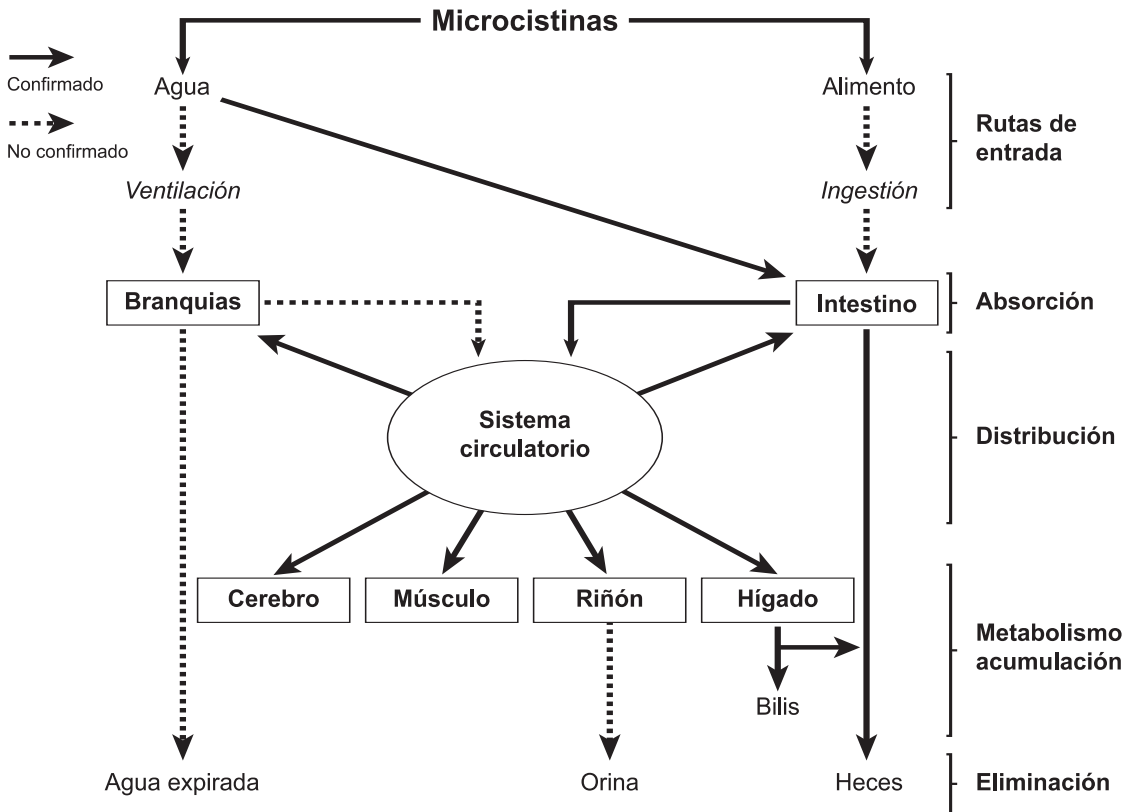 Microcistinas
Confirmado
No confirmado
Agua
Alimento
Rutas de
entrada
Ventilación
Ingestión
Branquias
Intestino
Absorción
Sistema
circulatorio
Distribución
Cerebro
Músculo
Riñón
Hígado
Metabolismo
acumulación
Bilis
Agua expirada
Orina
Heces
Eliminación